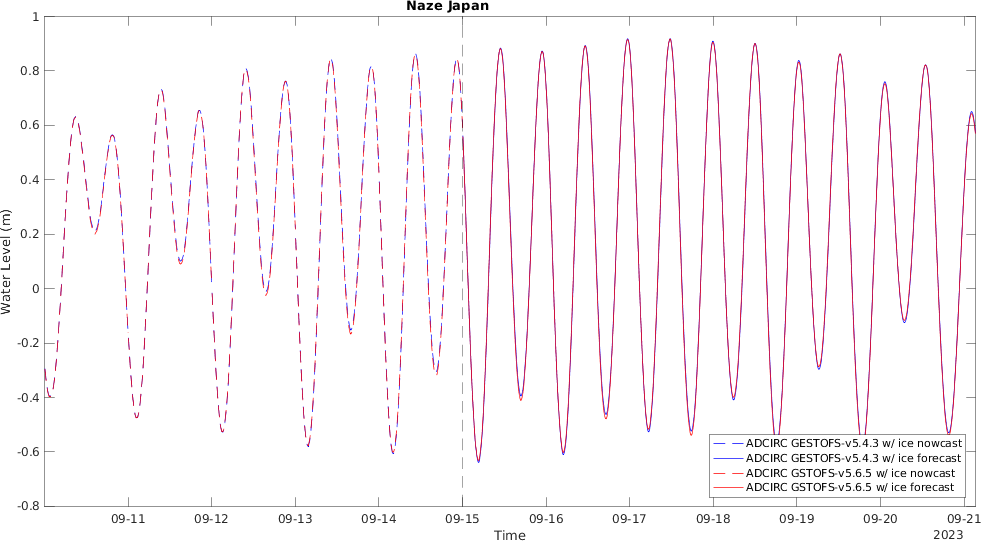 Naze Japan
1
0.8
0.6
0.4
0.2
0
-0.2
-0.4
-0.6
-0.8
Water Level (m)
ADCIRC GESTOFS-v5.4.3 w/ ice nowcast
ADCIRC GESTOFS-v5.4.3 w/ ice forecast
ADCIRC GSTOFS-v5.6.5 w/ ice nowcast
ADCIRC GSTOFS-v5.6.5 w/ ice forecast
09-11 09-12 09-13 09-14 09-15 09-16 09-17 09-18 09-19 09-20 09-21
Time 2023